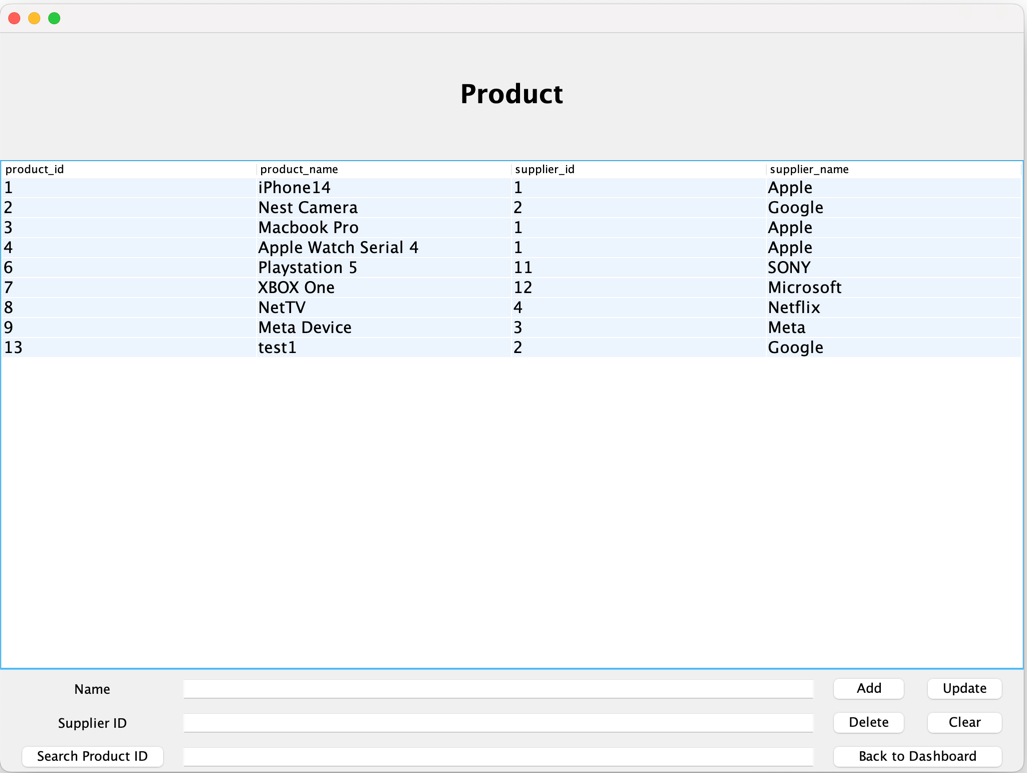 Product
product_id product_name supplier_id supplier_name
1 iPhone14 1 Apple
2 Nest Camera 2 Google
3 Macbook Pro 1 Apple
4 Apple Watch Serial 4 1 Apple
6 Playstation 5 11 SONY
7 XBOX One 12 Microsoft
8 NetTV 4 Netflix
9 Meta Device 3 Meta
13 test1 2 Google
Name Add Update
Supplier ID Delete Clear
Search Product ID Back to Dashboard